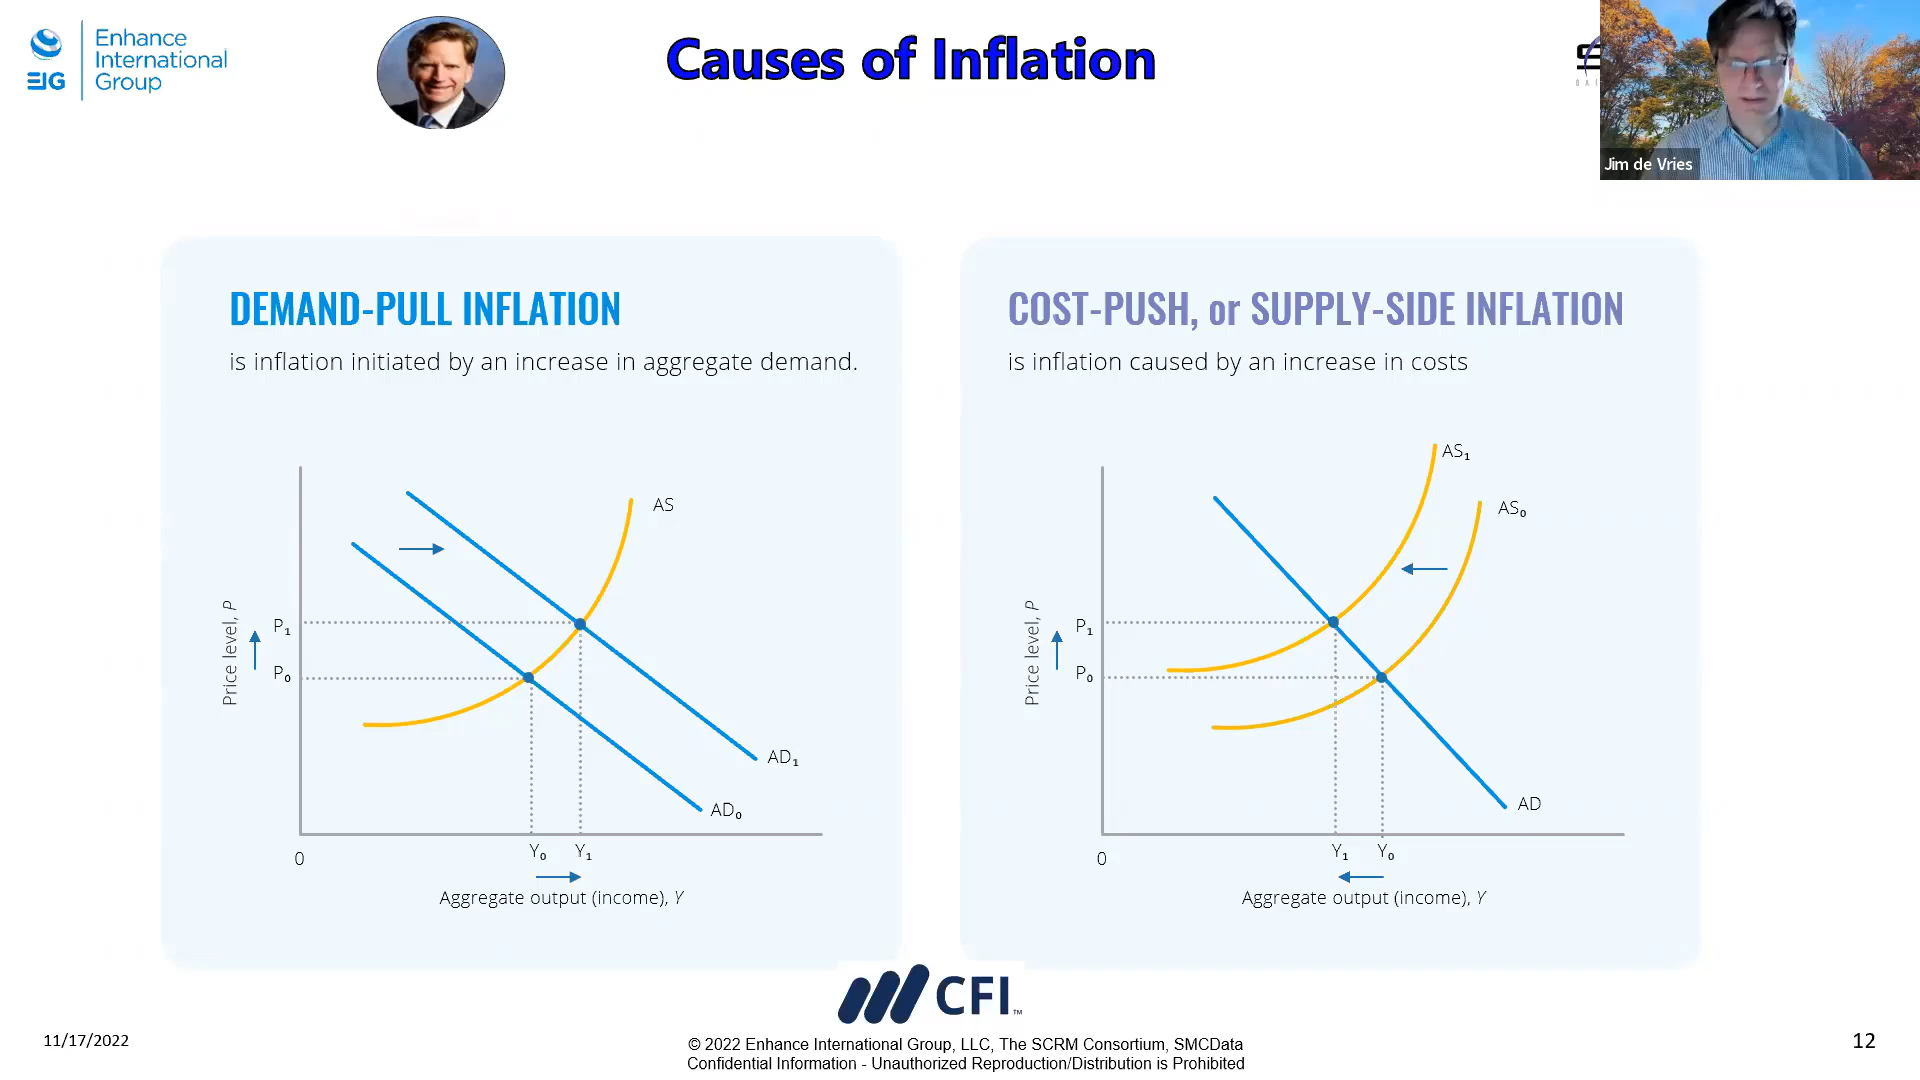 Enhance
International
Group
EIG
Causes of Inflation
Jim de Vries
DEMAND-PULL INFLATION
is inflation initiated by an increase in aggregate demand.
AS
Price level, P
P₁
P₀
AD₁
AD₀
0
Y₀ Y₁
Aggregate output (income), Y
COST-PUSH, or SUPPLY-SIDE INFLATION
is inflation caused by an increase in costs
AS₁
AS₀
Price level, P
P₁
P₀
AD
0
Y₁ Y₀
Aggregate output (income), Y
CFI™
11/17/2022
© 2022 Enhance International Group, LLC, The SCRM Consortium, SMCData
Confidential Information - Unauthorized Reproduction/Distribution is Prohibited
12